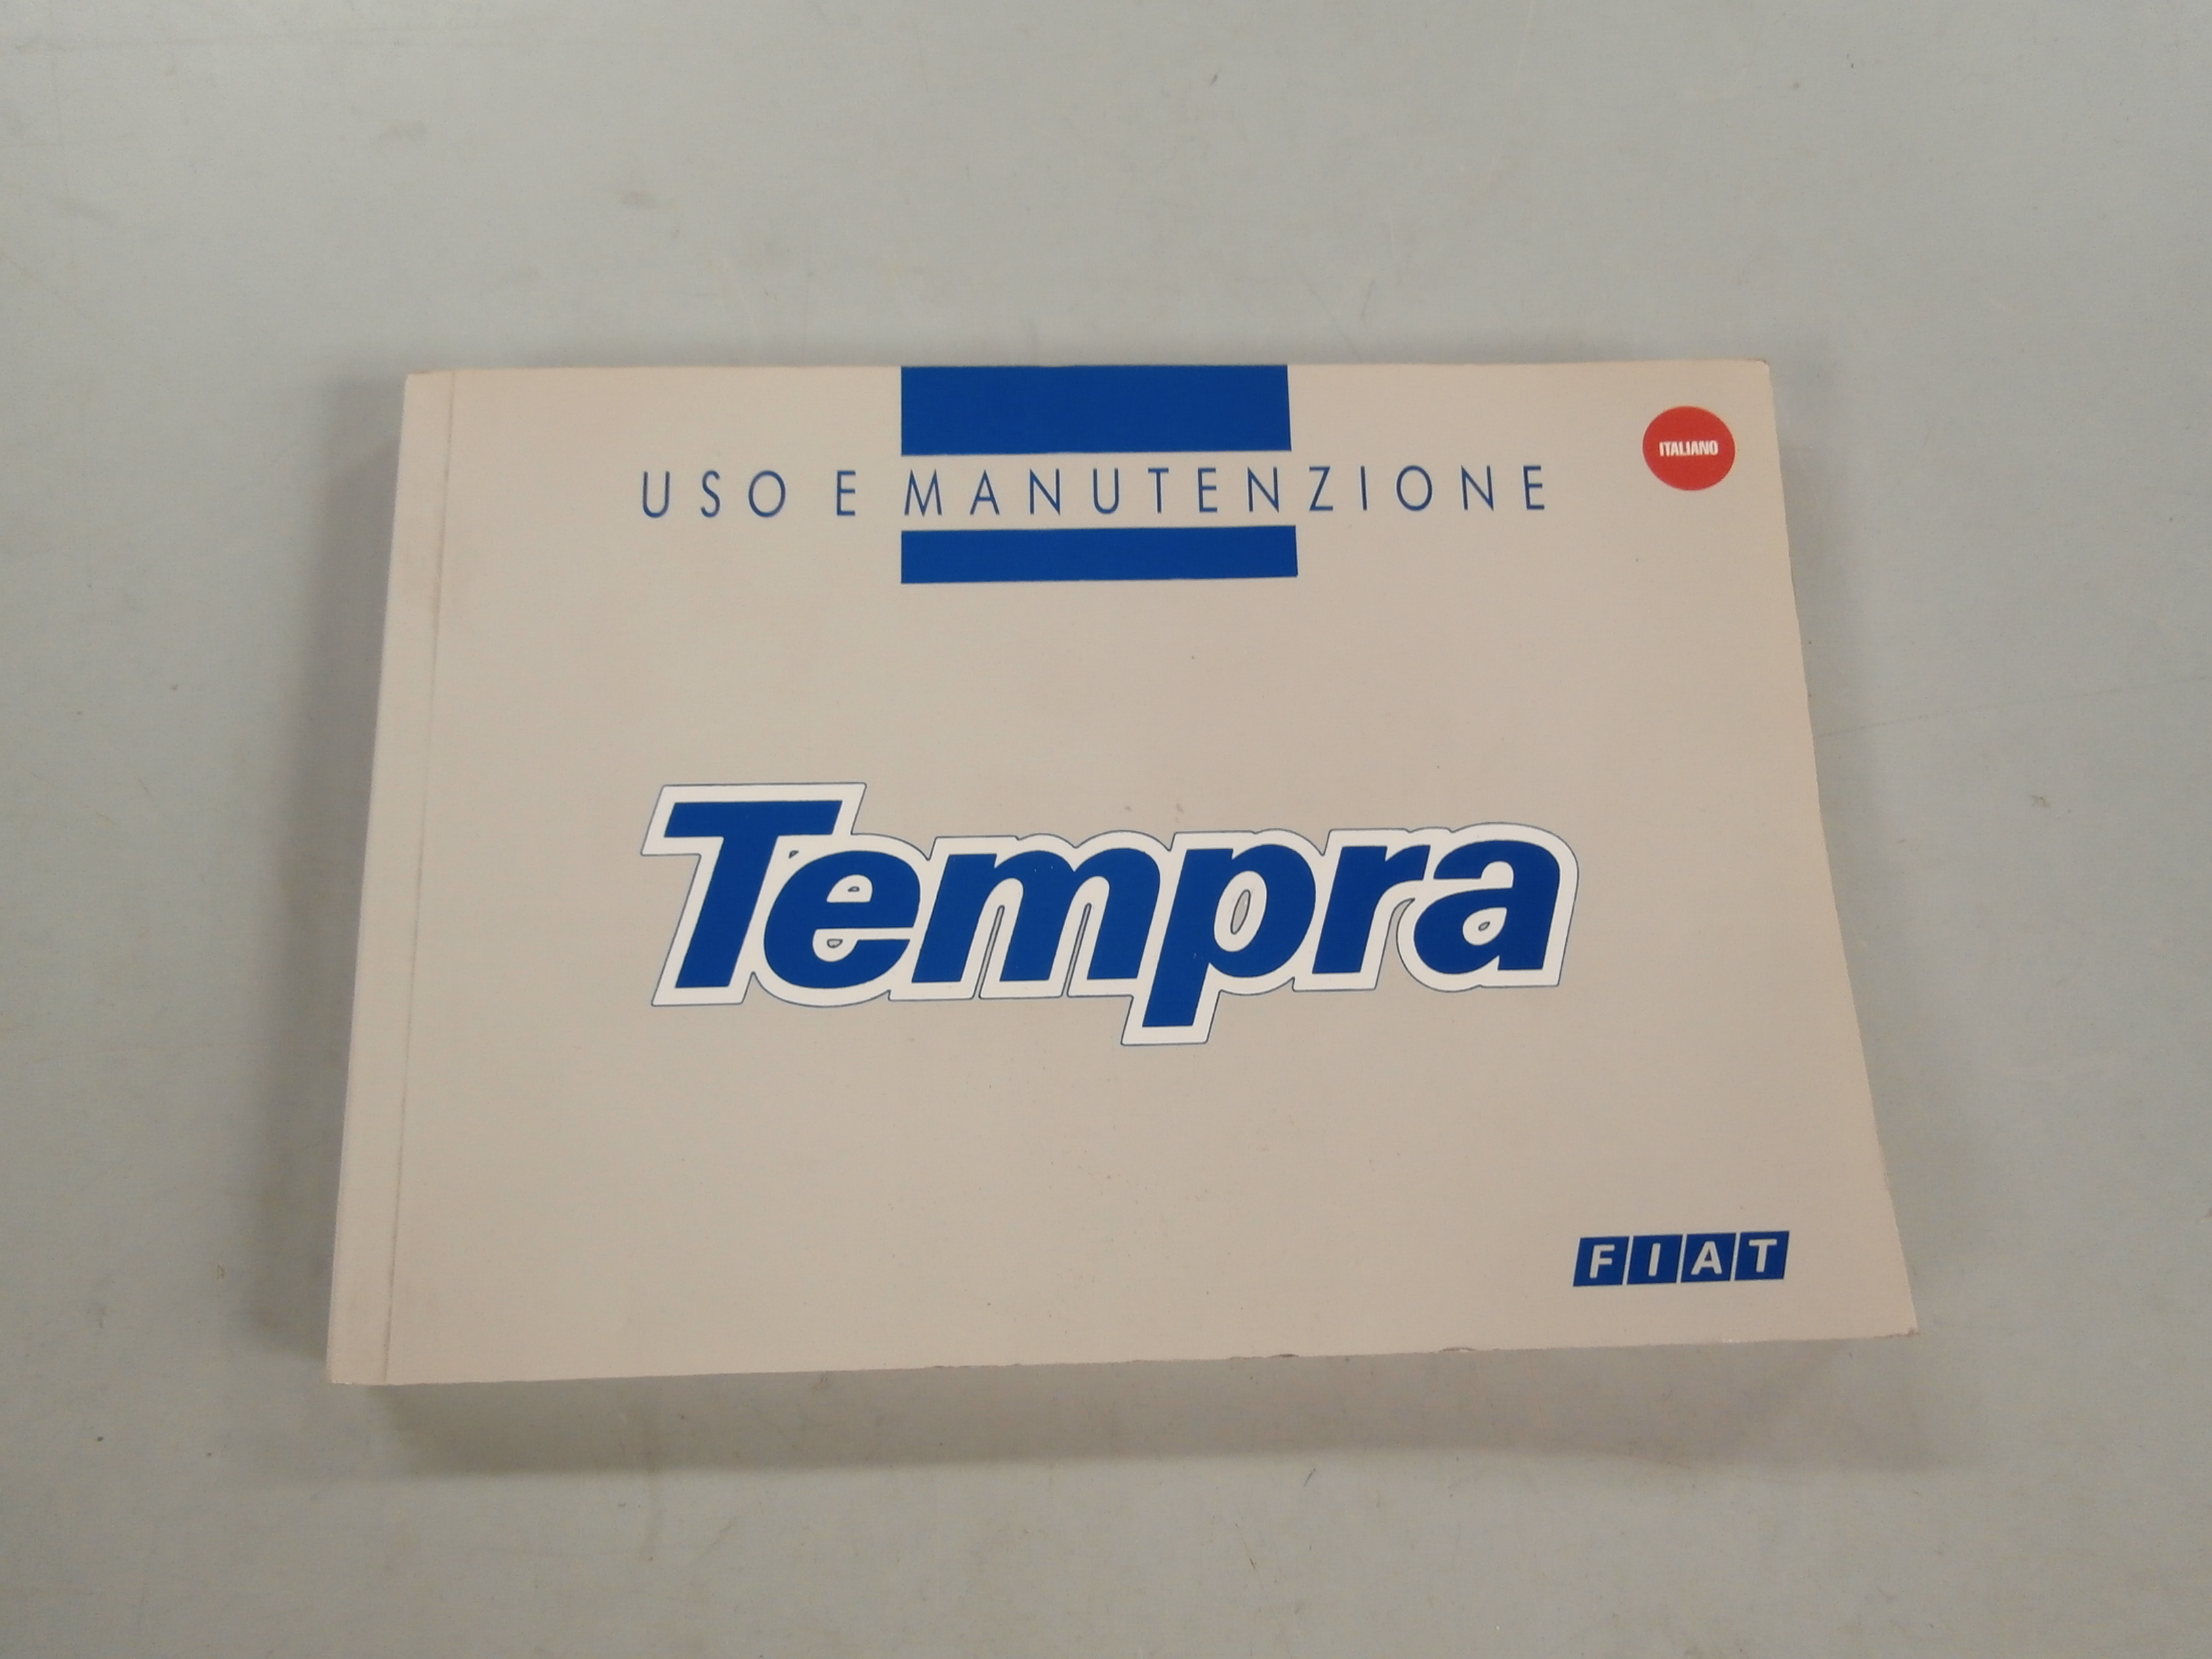 ITALIANO
USO E MANUTENZIONE
Tempra
FIAT